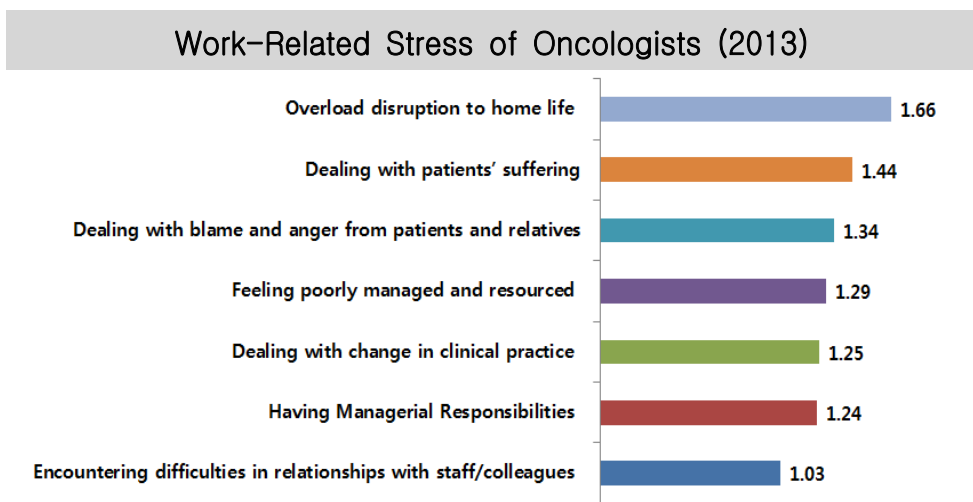 Work-Related Stress of Oncologists (2013)
Overload disruption to home life 1.66
Dealing with patients’ suffering 1.44
Dealing with blame and anger from patients and relatives 1.34
Feeling poorly managed and resourced 1.29
Dealing with change in clinical practice 1.25
Having Managerial Responsibilities 1.24
Encountering difficulties in relationships with staff/colleagues 1.03